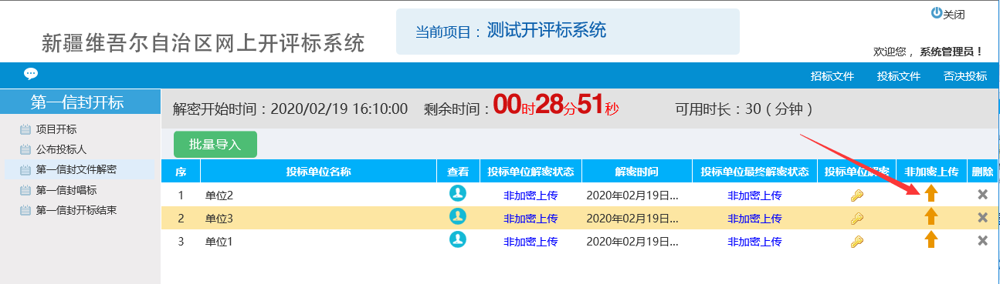 关闭
新疆维吾尔自治区网上开评标系统
当前项目：测试开评标系统
欢迎您，系统管理员！
招标文件 投标文件 否决投标
第一信封开标
项目开标
公布投标人
第一信封文件解密
第一信封唱标
第一信封开标结束
解密开始时间：2020/02/19 16:10:00 剩余时间：00时28分51秒 可用时长：30（分钟）
批量导入
序 投标单位名称 查看 投标单位解密状态 解密时间 投标单位最终解密状态 投标单位解密 非加密上传 删除
1 单位2 非加密上传 2020年02月19日... 非加密上传
2 单位3 非加密上传 2020年02月19日... 非加密上传
3 单位1 非加密上传 2020年02月19日... 非加密上传